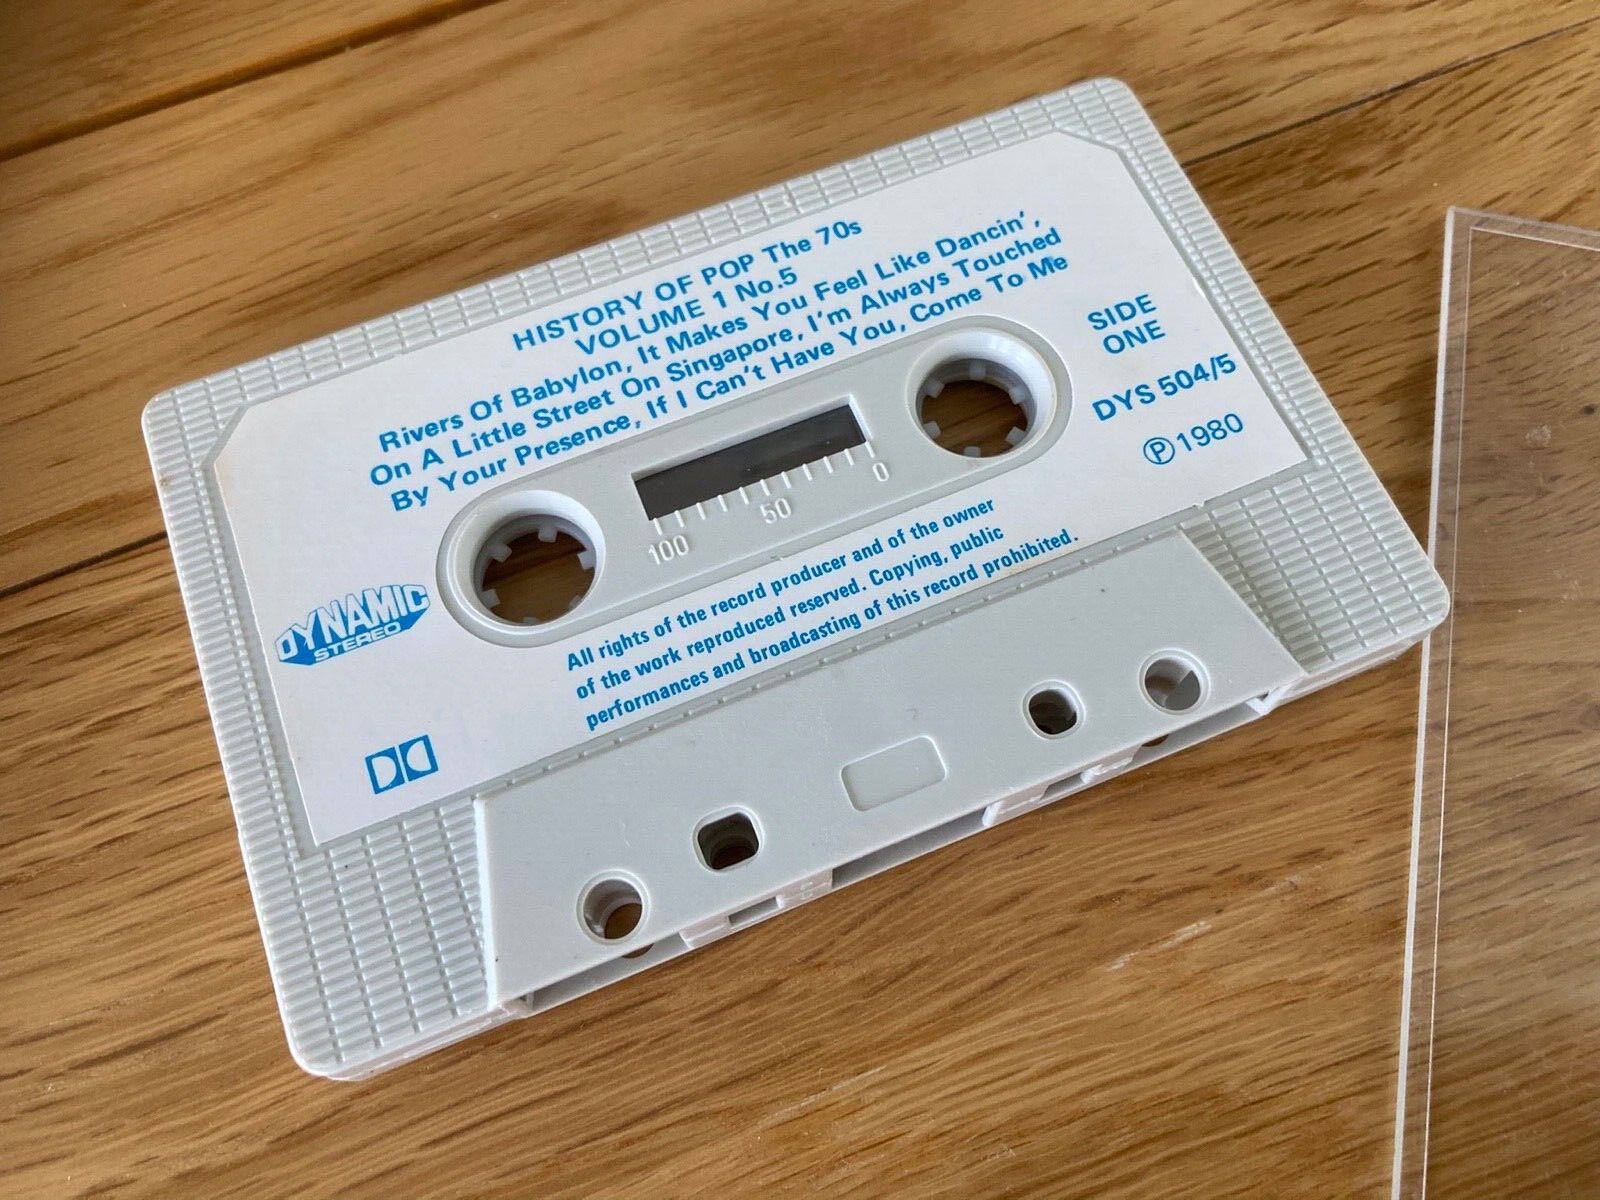 HISTORY OF POP The 70s
VOLUME 1 No.5
Rivers Of Babylon, It Makes You Feel Like Dancin',
On A Little Street On Singapore, I'm Always Touched
By Your Presence, If I Can't Have You, Come To Me
SIDE
ONE
DYS 504/5
℗ 1980
100
50
0
DYNAMIC
STEREO
All rights of the record producer and of the owner
of the work reproduced reserved. Copying, public
performances and broadcasting of this record prohibited.